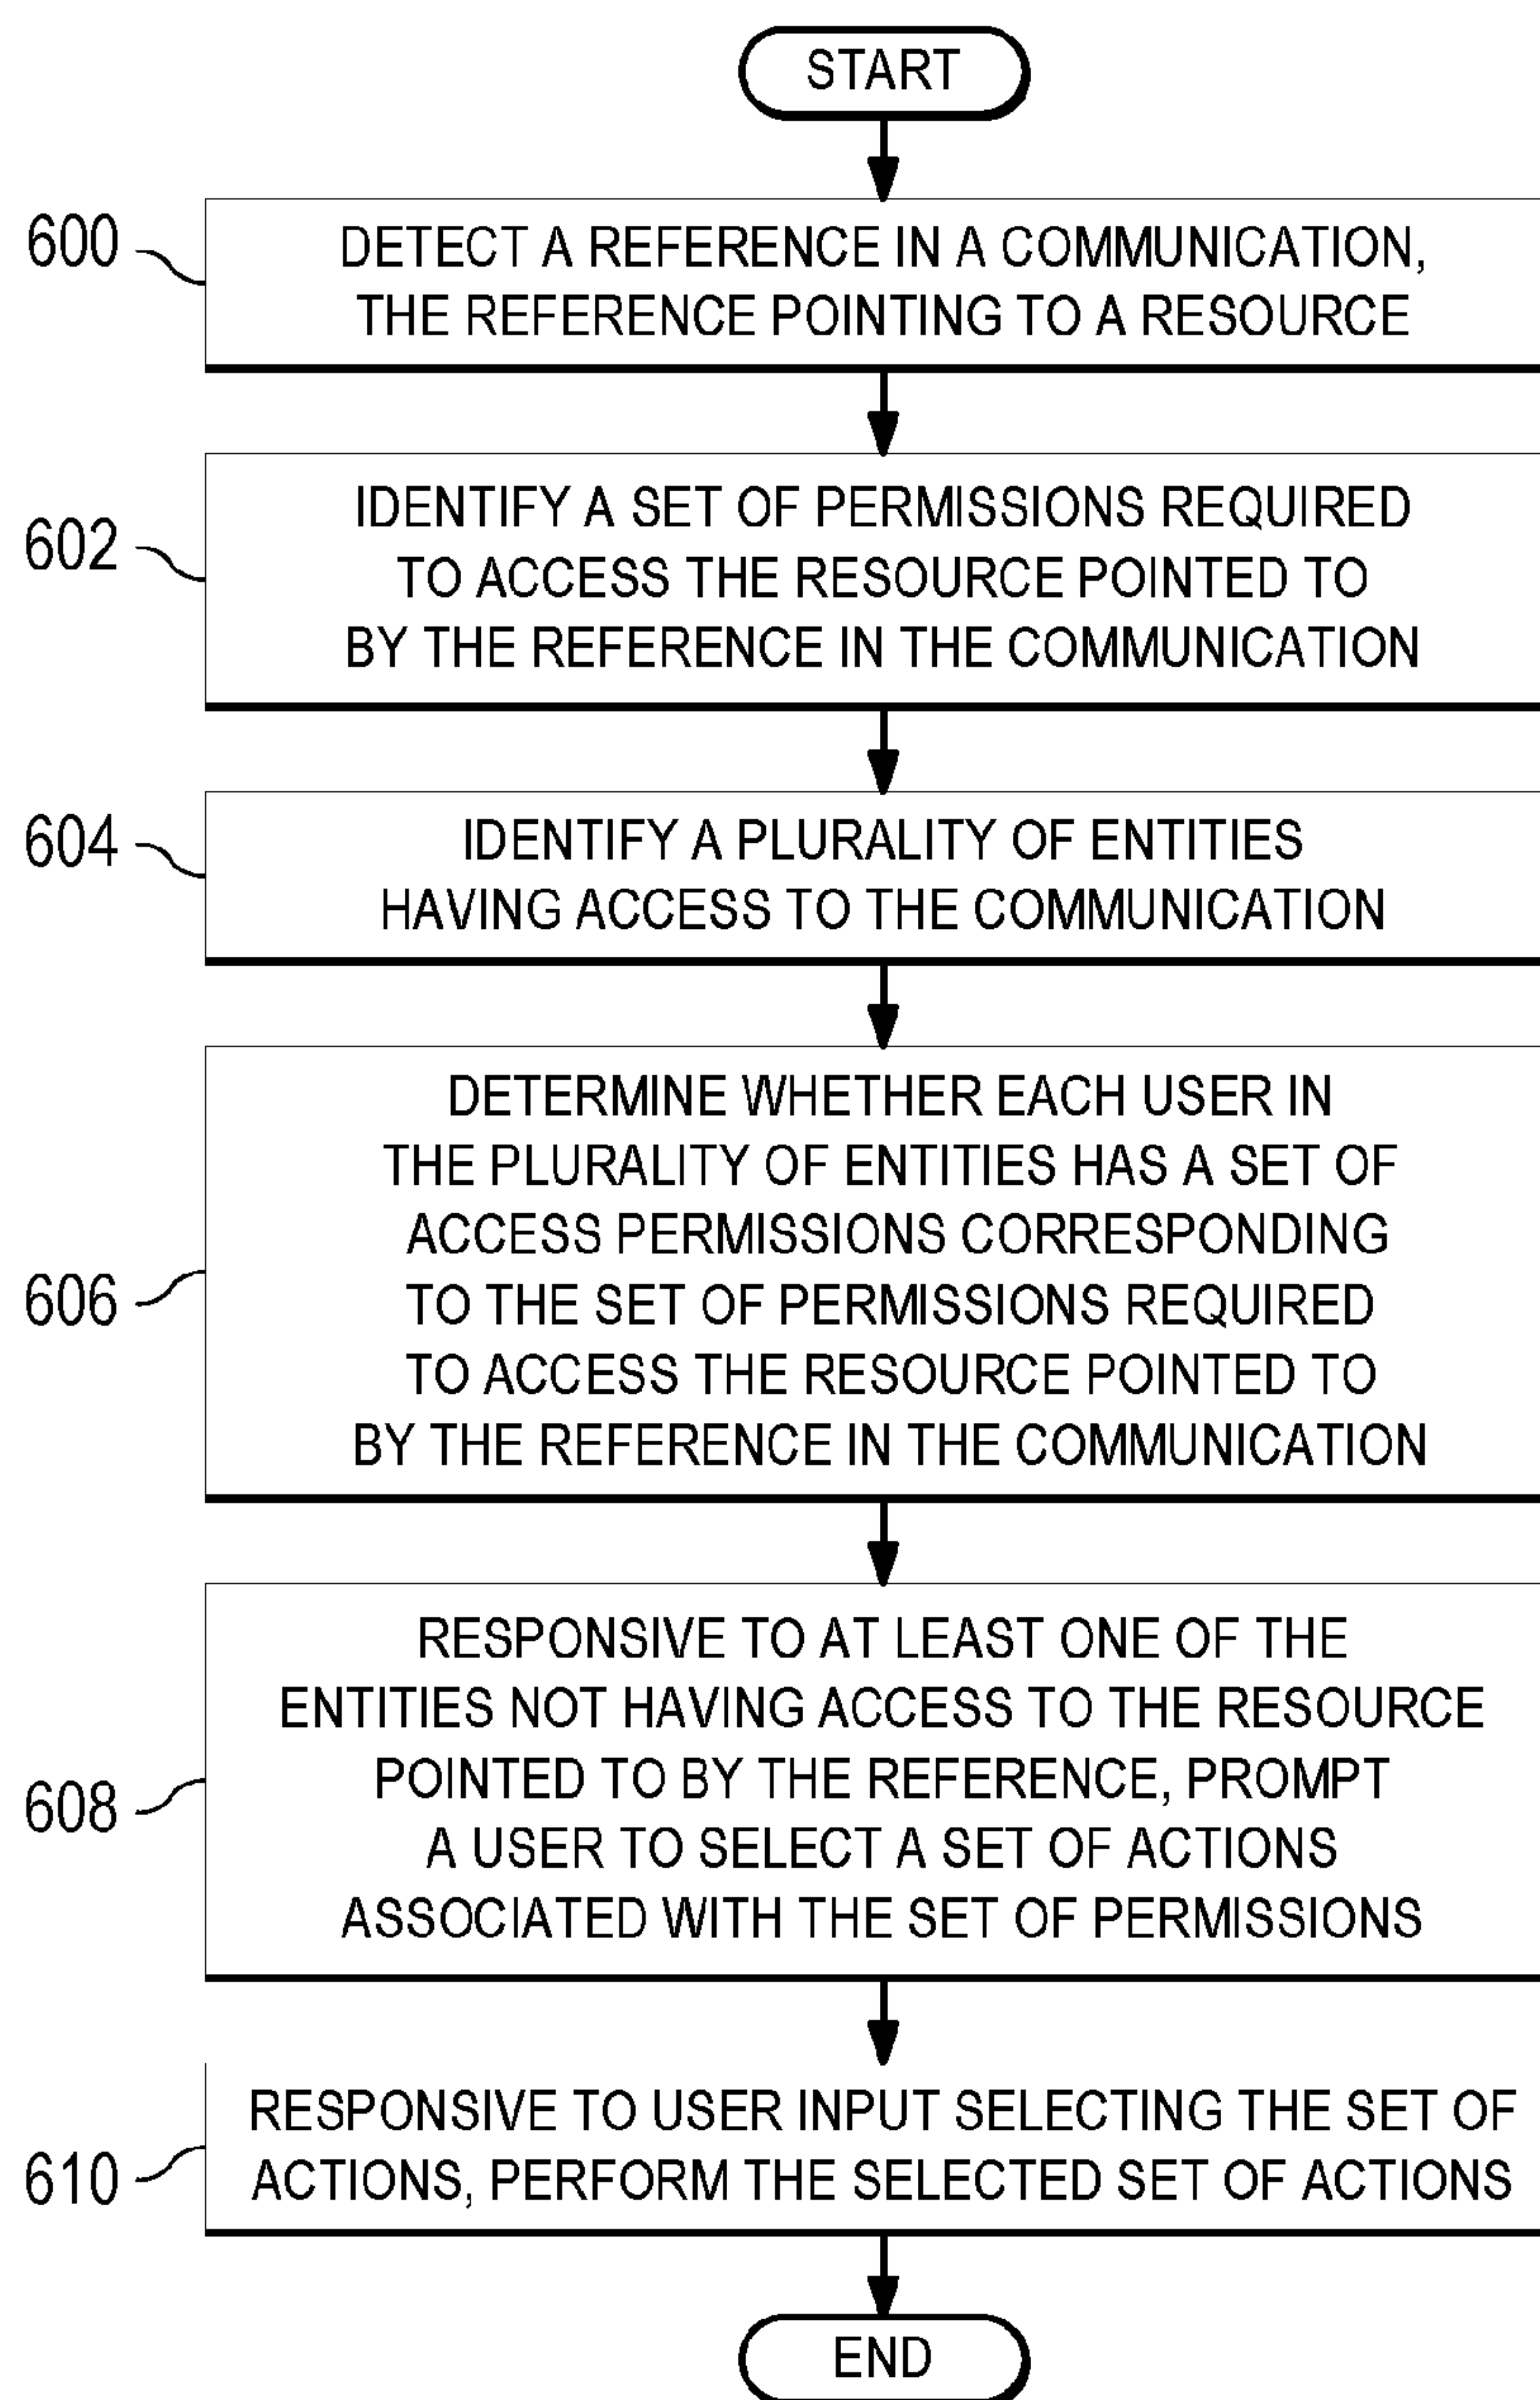 START
600
DETECT A REFERENCE IN A COMMUNICATION,
THE REFERENCE POINTING TO A RESOURCE
602
IDENTIFY A SET OF PERMISSIONS REQUIRED
TO ACCESS THE RESOURCE POINTED TO
BY THE REFERENCE IN THE COMMUNICATION
604
IDENTIFY A PLURALITY OF ENTITIES
HAVING ACCESS TO THE COMMUNICATION
606
DETERMINE WHETHER EACH USER IN
THE PLURALITY OF ENTITIES HAS A SET OF
ACCESS PERMISSIONS CORRESPONDING
TO THE SET OF PERMISSIONS REQUIRED
TO ACCESS THE RESOURCE POINTED TO
BY THE REFERENCE IN THE COMMUNICATION
608
RESPONSIVE TO AT LEAST ONE OF THE
ENTITIES NOT HAVING ACCESS TO THE RESOURCE
POINTED TO BY THE REFERENCE, PROMPT
A USER TO SELECT A SET OF ACTIONS
ASSOCIATED WITH THE SET OF PERMISSIONS
610
RESPONSIVE TO USER INPUT SELECTING THE SET OF
ACTIONS, PERFORM THE SELECTED SET OF ACTIONS
END